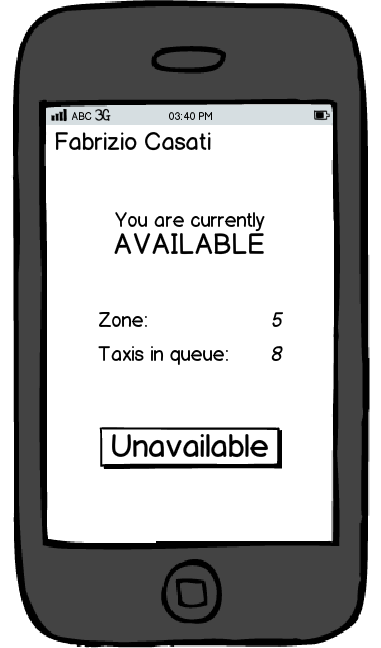 ABC 3G 03:40 PM
Fabrizio Casati
You are currently
AVAILABLE
Zone: 5
Taxis in queue: 8
Unavailable